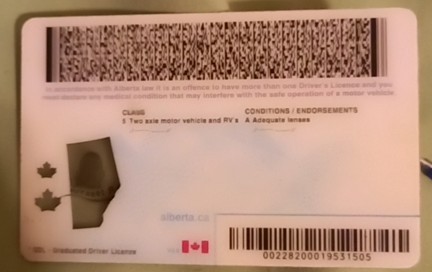 In accordance with Alberta law it is an offence to have more than one Driver's Licence and you
must declare any medical condition that may interfere with the safe operation of a motor vehicle.
CLASS
5 Two axle motor vehicle and RV's
CONDITIONS / ENDORSEMENTS
A Adequate lenses
alberta.ca
GDL - Graduated Driver Licence
00228200019531505